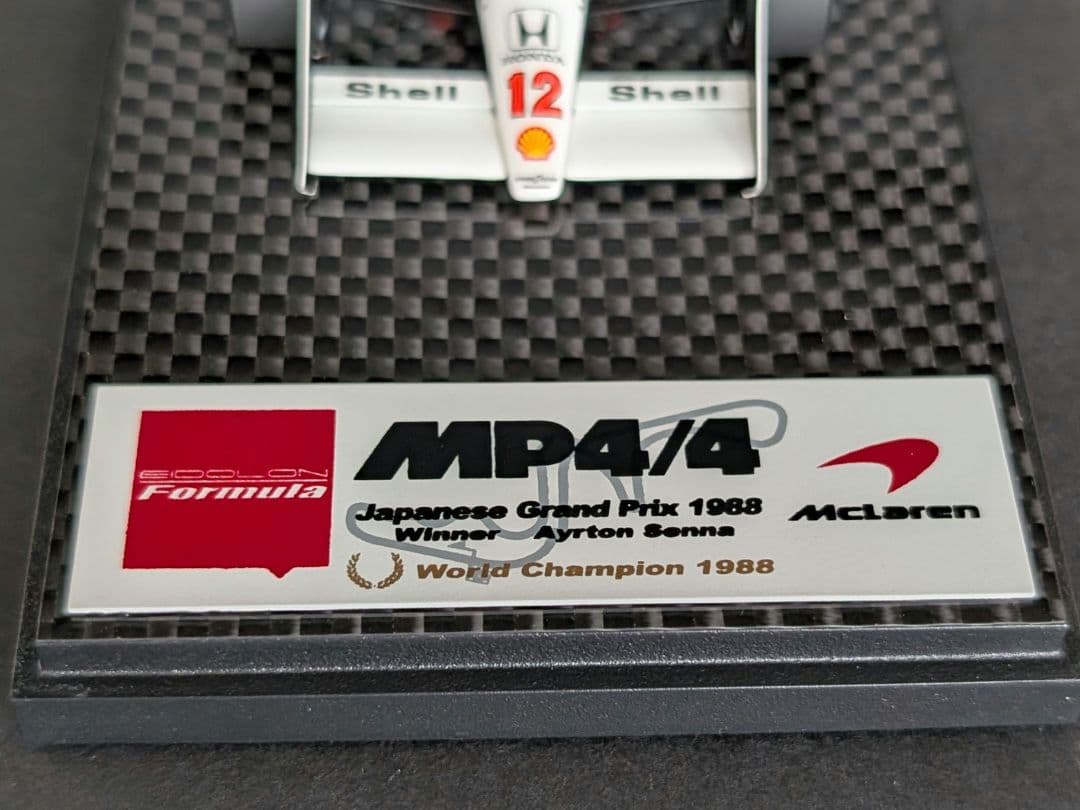 HONDA
Shell 12 Shell
EIDOLON
Formula
MP4/4
Japanese Grand Prix 1988
Winner Ayrton Senna
World Champion 1988
McLaren